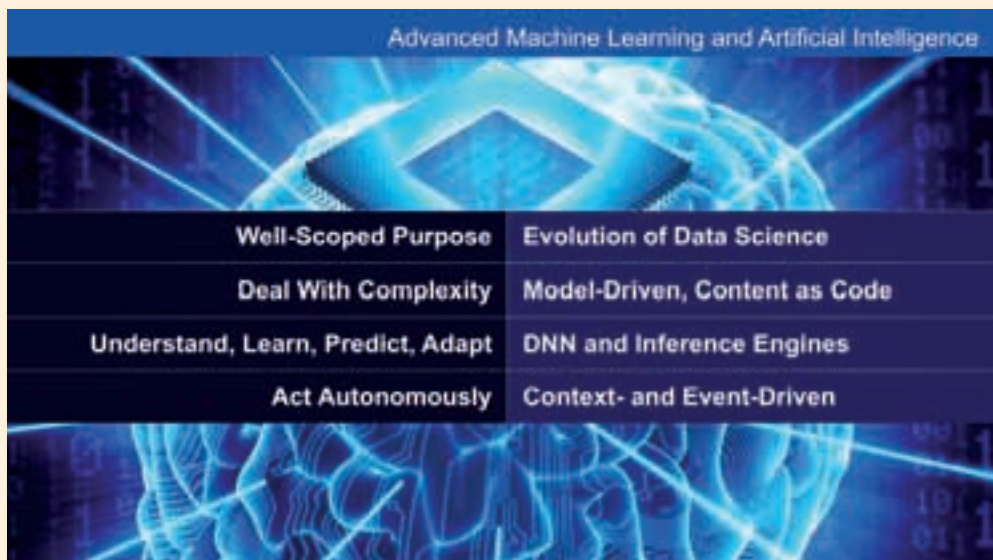 Advanced Machine Learning and Artificial Intelligence
Well-Scoped Purpose Evolution of Data Science
Deal With Complexity Model-Driven, Content as Code
Understand, Learn, Predict, Adapt DNN and Inference Engines
Act Autonomously Context- and Event-Driven